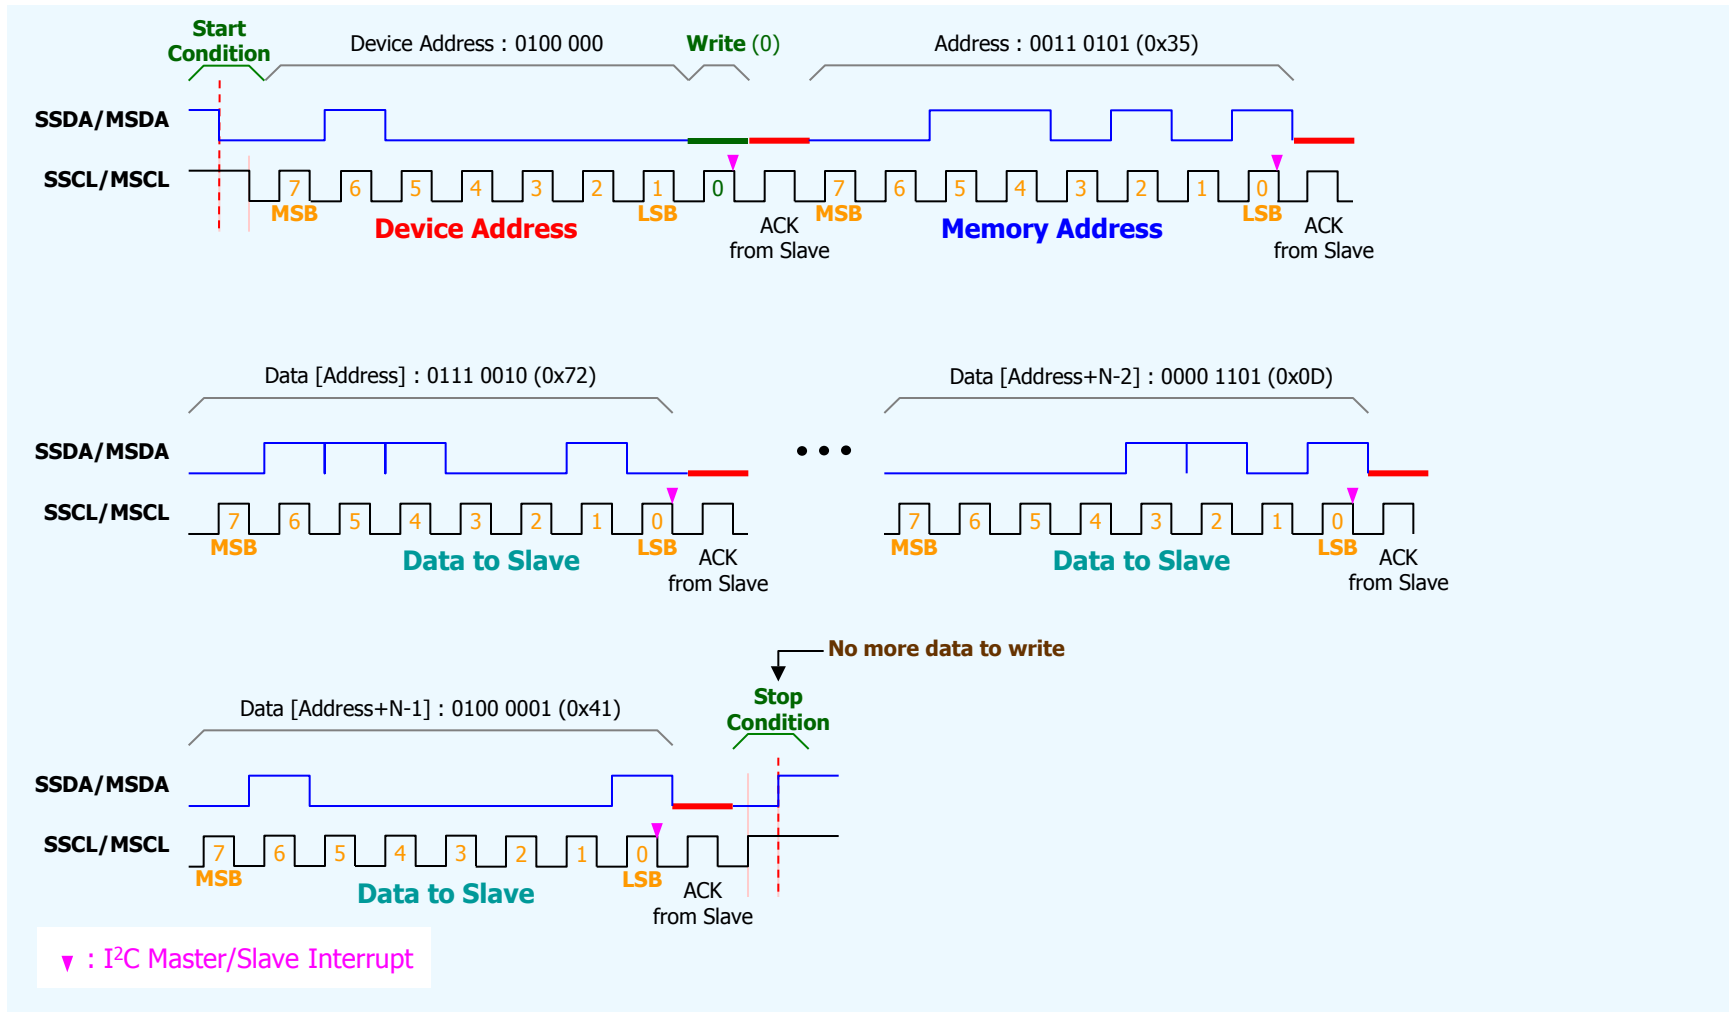 Start
Condition
Device Address : 0100 000
Write (0)
Address : 0011 0101 (0x35)
SSDA/MSDA
SSCL/MSCL
7 6 5 4 3 2 1 0 7 6 5 4 3 2 1 0
MSB LSB MSB LSB
Device Address
ACK
from Slave
Memory Address
ACK
from Slave
Data [Address] : 0111 0010 (0x72)
Data [Address+N-2] : 0000 1101 (0x0D)
SSDA/MSDA
SSCL/MSCL
7 6 5 4 3 2 1 0 7 6 5 4 3 2 1 0
MSB LSB MSB LSB
Data to Slave
ACK
from Slave
Data to Slave
ACK
from Slave
No more data to write
Stop
Condition
Data [Address+N-1] : 0100 0001 (0x41)
SSDA/MSDA
SSCL/MSCL
7 6 5 4 3 2 1 0
MSB LSB
Data to Slave
ACK
from Slave
: I²C Master/Slave Interrupt